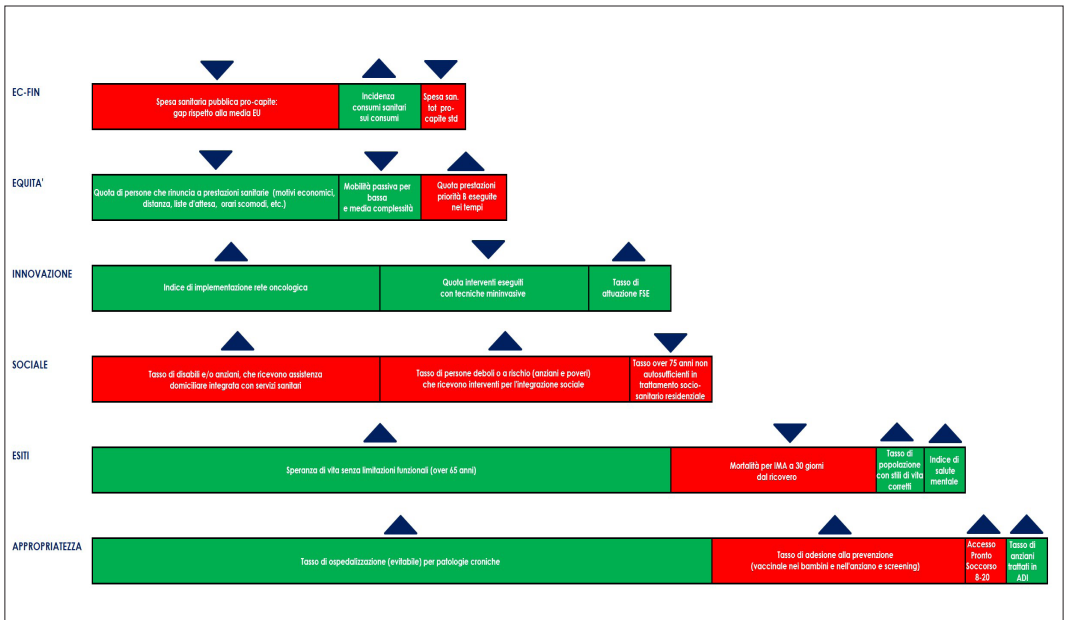 EC-FIN
Spesa sanitaria pubblica pro-capite:
gap rispetto alla media EU
Incidenza
consumi sanitari
sui consumi
Spesa san.
tot pro-
capite std
EQUITA'
Quota di persone che rinuncia a prestazioni sanitarie (motivi economici,
distanza, liste d'attesa, orari scomodi, etc.)
Mobilità passiva per
bassa
e media complessità
Quota prestazioni
priorità B eseguite
nei tempi
INNOVAZIONE
Indice di implementazione rete oncologica
Quota interventi eseguiti
con tecniche mininvasive
Tasso di
attuazione FSE
SOCIALE
Tasso di disabili e/o anziani, che ricevono assistenza
domiciliare integrata con servizi sanitari
Tasso di persone deboli o a rischio (anziani e poveri)
che ricevono interventi per l'integrazione sociale
Tasso over 75 anni non
autosufficienti in
trattamento socio-
sanitario residenziale
ESITI
Speranza di vita senza limitazioni funzionali (over 65 anni)
Mortalità per IMA a 30 giorni
dal ricovero
Tasso di
popolazione
con stili di vita
corretti
Indice di
salute
mentale
APPROPRIATEZZA
Tasso di ospedalizzazione (evitabile) per patologie croniche
Tasso di adesione alla prevenzione
(vaccinale nei bambini e nell'anziano e screening)
Accesso
Pronto
Soccorso
8-20
Tasso di
anziani
trattati in
ADI